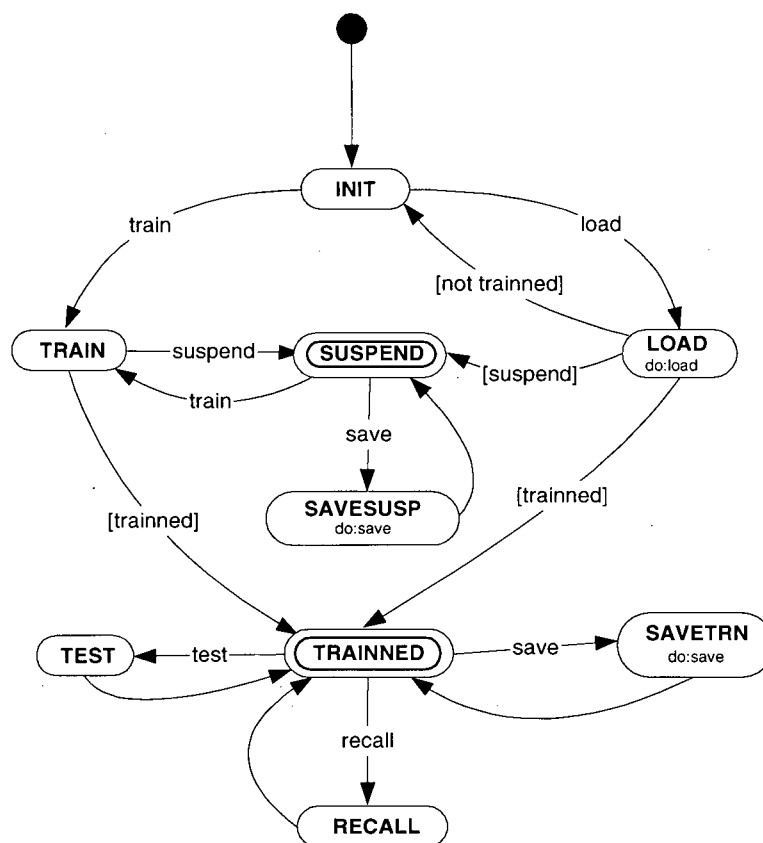 INIT
train
load
[not trainned]
TRAIN
suspend
SUSPEND
LOAD
do:load
[suspend]
train
save
[trainned]
SAVESUSP
do:save
[trainned]
TEST
test
TRAINNED
save
SAVETRN
do:save
recall
RECALL